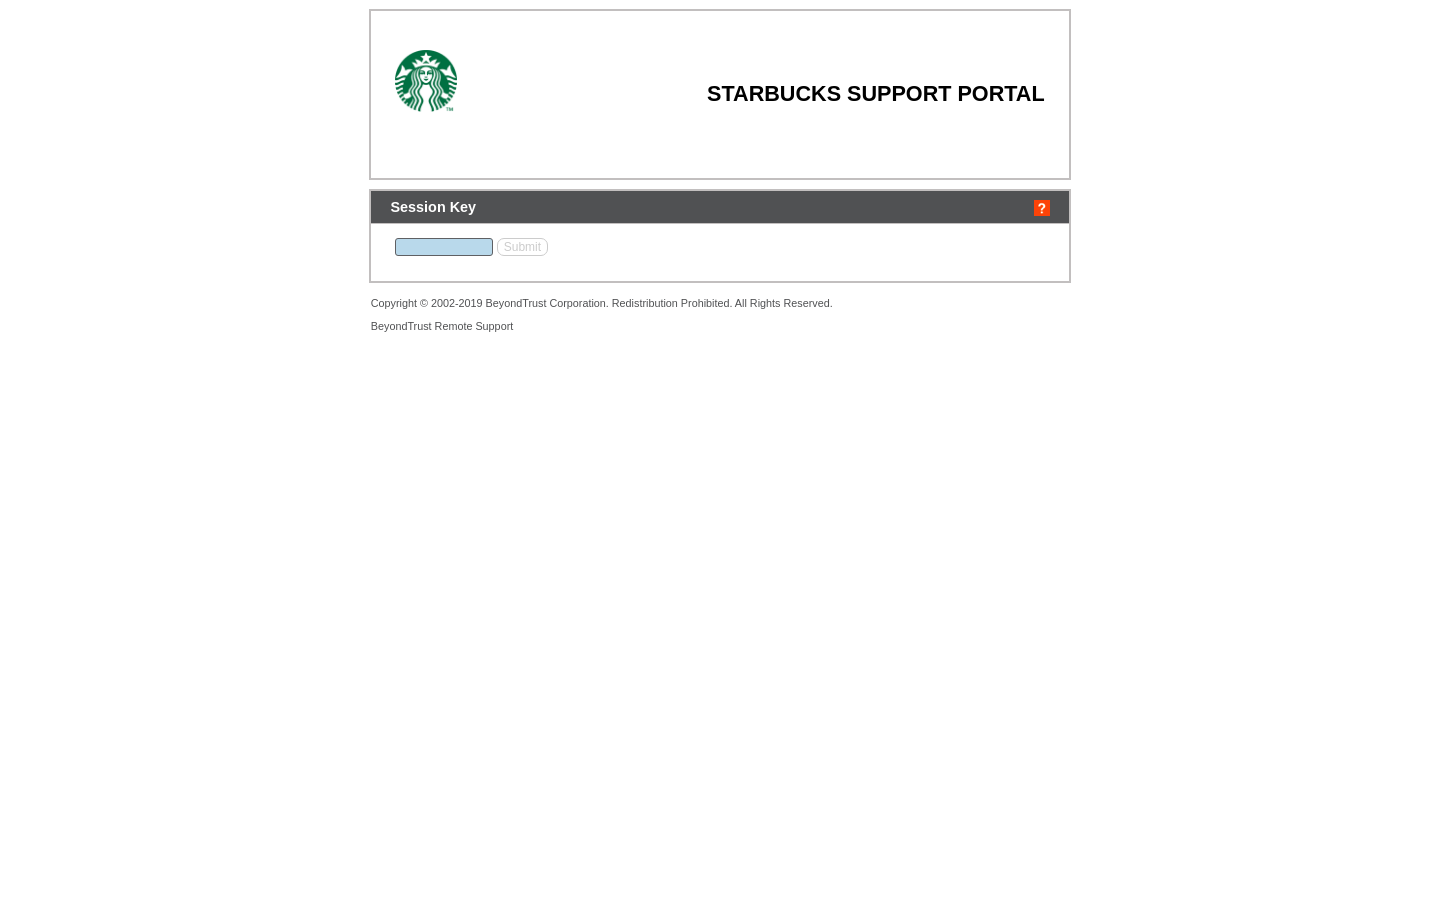 STARBUCKS SUPPORT PORTAL
Session Key
?
Submit
Copyright © 2002-2019 BeyondTrust Corporation. Redistribution Prohibited. All Rights Reserved.
BeyondTrust Remote Support